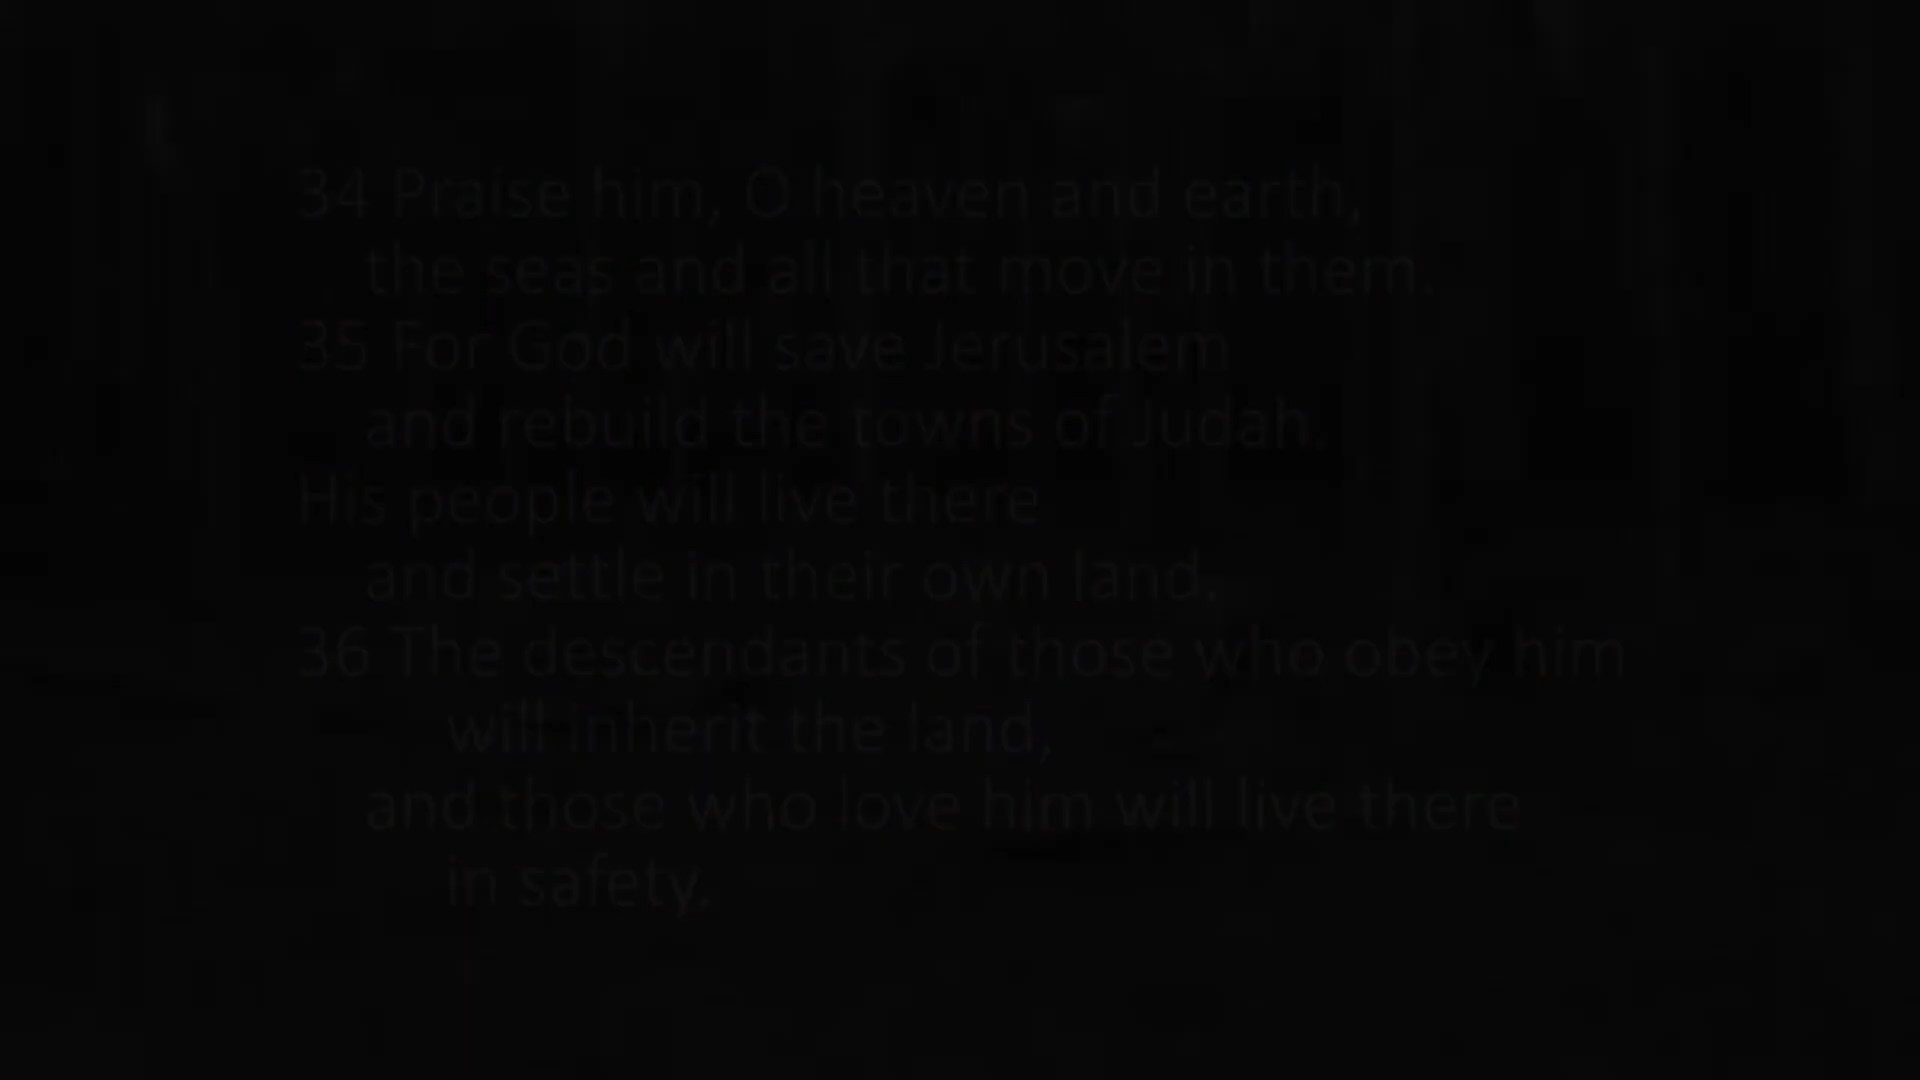 34 Praise him, O heaven and earth,
the seas and all that move in them.
35 For God will save Jerusalem
and rebuild the towns of Judah.
His people will live there
and settle in their own land.
36 The descendants of those who obey him
will inherit the land,
and those who love him will live there
in safety.